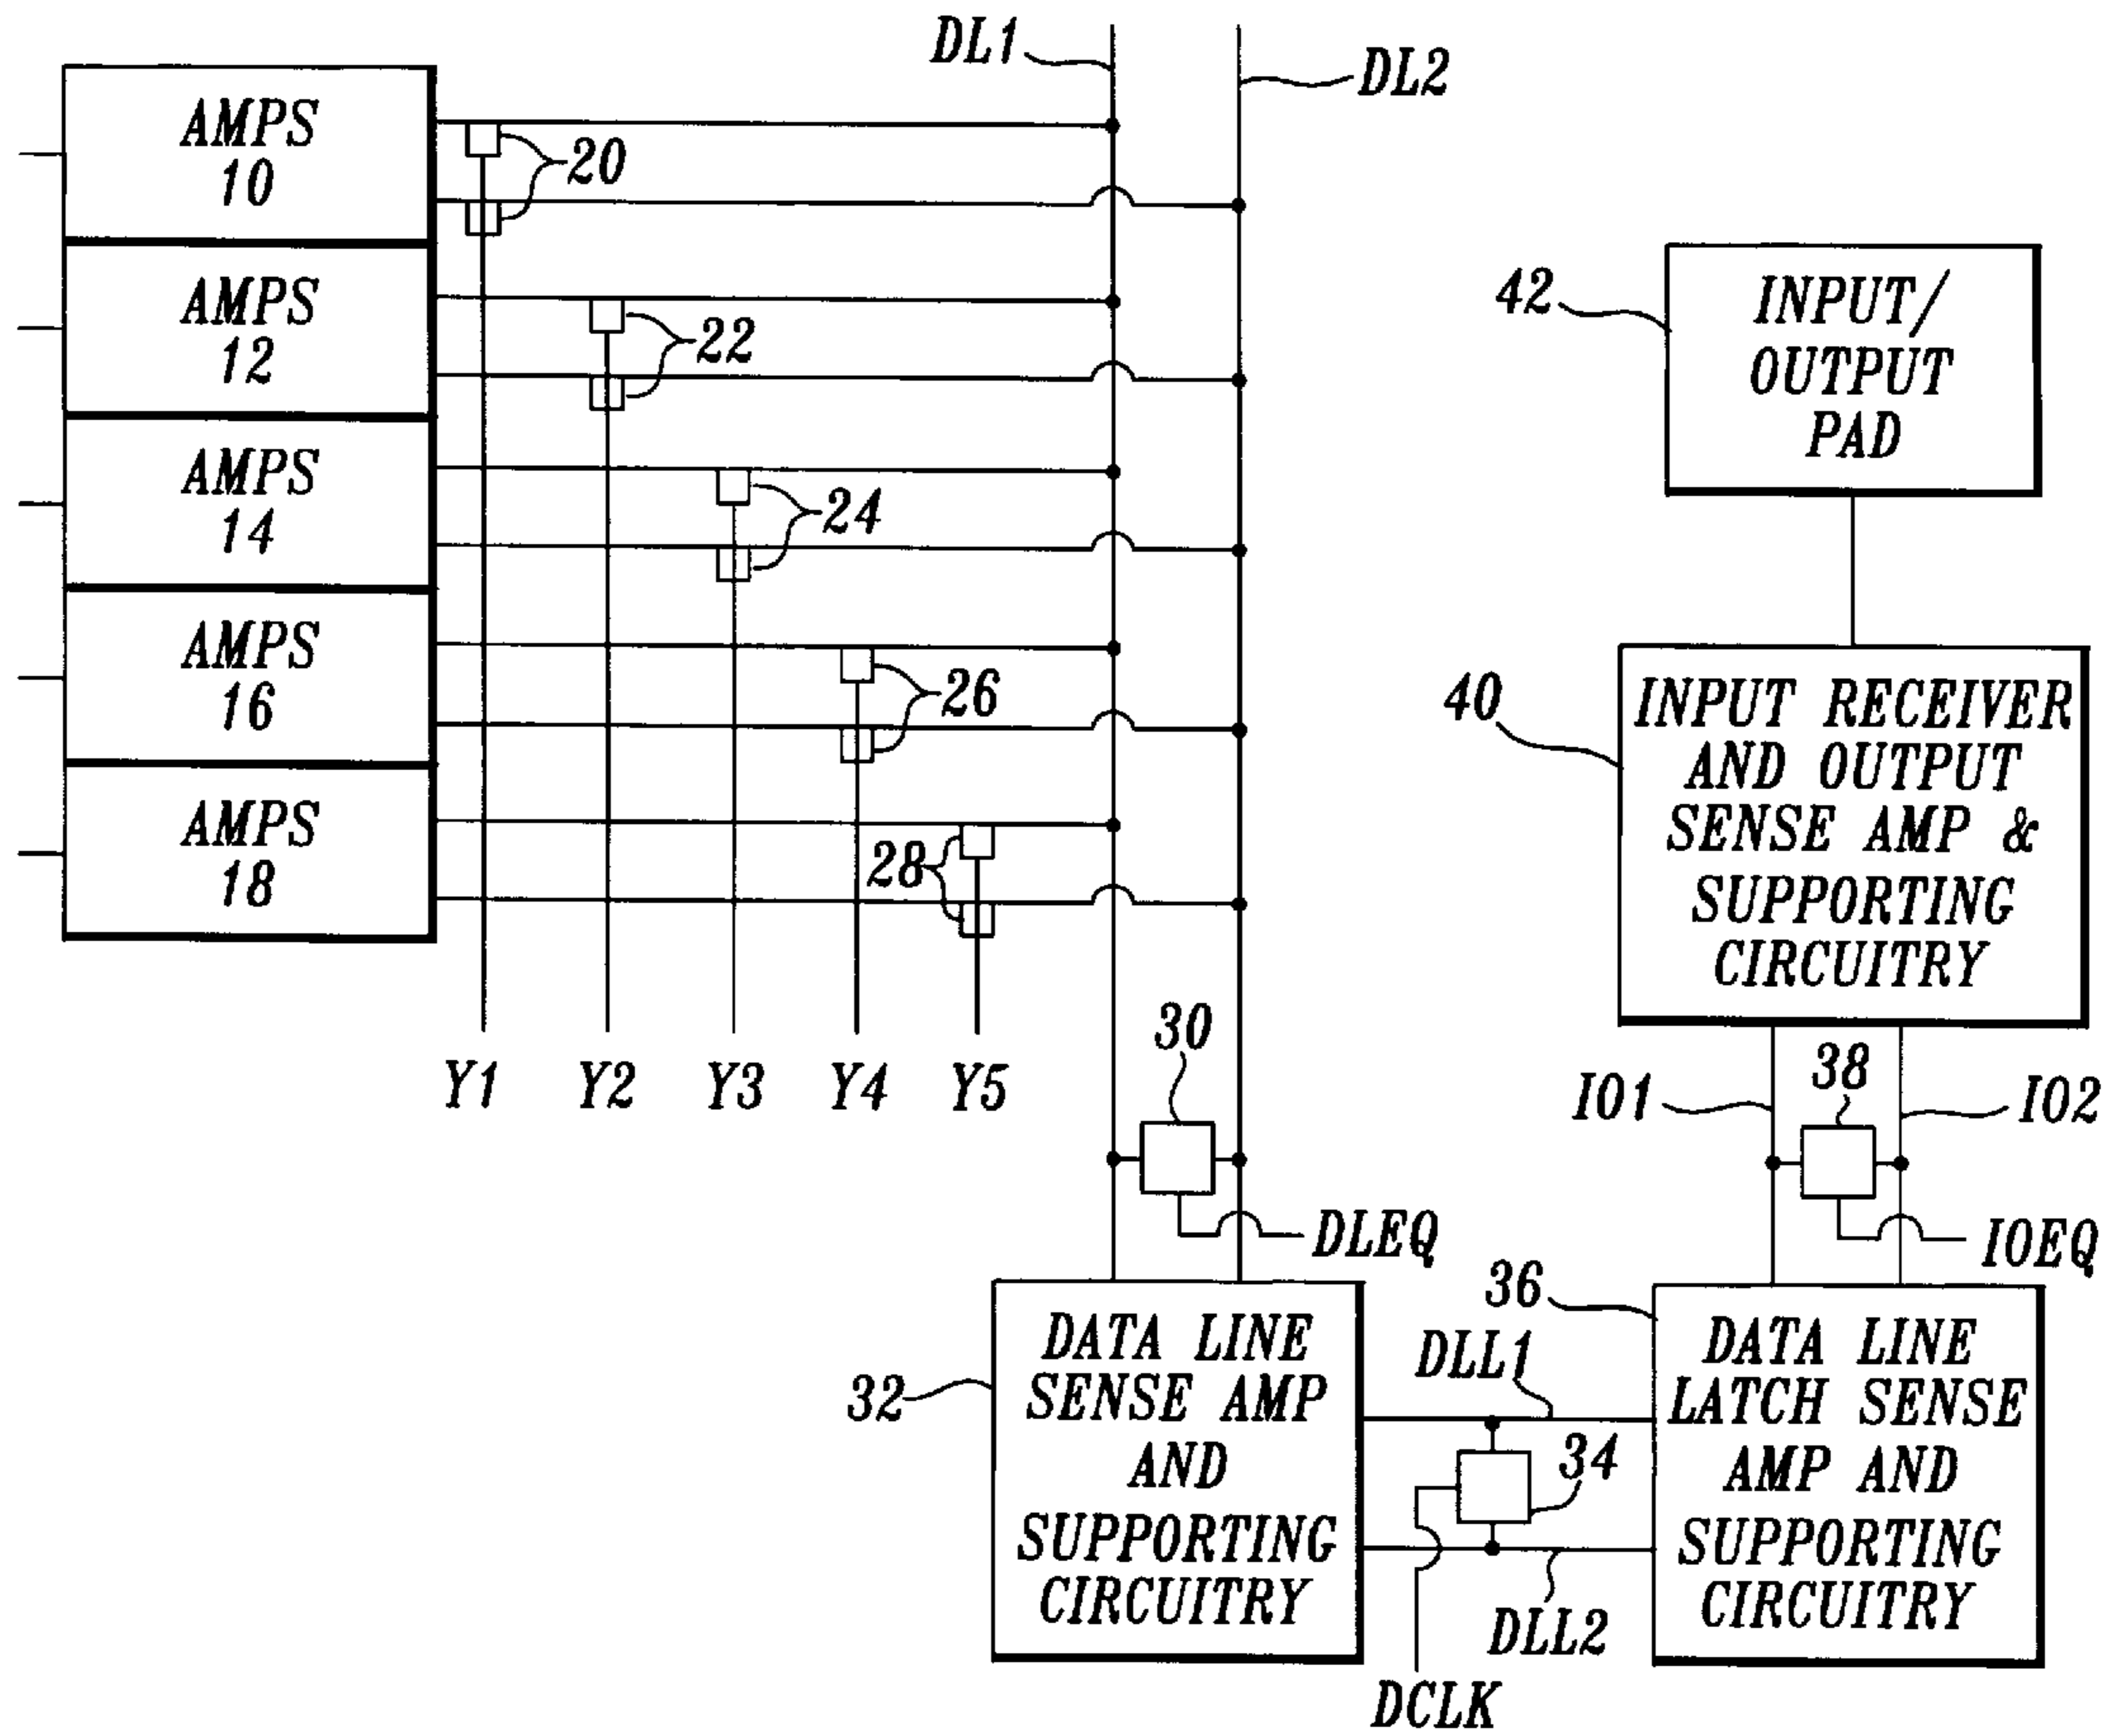 DL1
DL2
AMPS
10
20
AMPS
12
22
AMPS
14
24
AMPS
16
26
AMPS
18
28
Y1
Y2
Y3
Y4
Y5
30
DLEQ
32
DATA LINE
SENSE AMP
AND
SUPPORTING
CIRCUITRY
DLL1
34
DLL2
DCLK
36
DATA LINE
LATCH SENSE
AMP AND
SUPPORTING
CIRCUITRY
IO1
38
IO2
IOEQ
40
INPUT RECEIVER
AND OUTPUT
SENSE AMP &
SUPPORTING
CIRCUITRY
42
INPUT/
OUTPUT
PAD